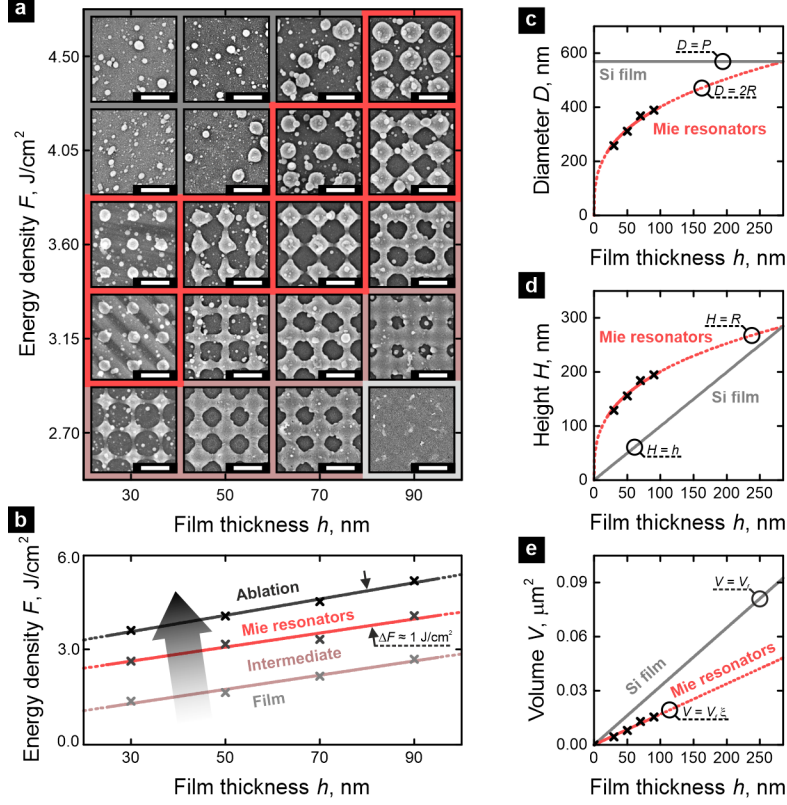 a
Energy density F, J/cm²
4.50
4.05
3.60
3.15
2.70
30
50
70
90
Film thickness h, nm
b
Energy density F, J/cm²
6.0
3.0
0.0
Ablation
Mie resonators
ΔF ≈ 1 J/cm²
Intermediate
Film
30
50
70
90
Film thickness h, nm
c
Diameter D, nm
600
400
200
0
D = P
Si film
D = 2R
Mie resonators
0
50
100
150
200
250
Film thickness h, nm
d
Height H, nm
300
200
100
0
H = R
Mie resonators
Si film
H = h
0
50
100
150
200
250
Film thickness h, nm
e
Volume V, μm²
0.09
0.06
0.03
0.00
V = Vf
Si film
Mie resonators
V = Vf ξ
0
50
100
150
200
250
Film thickness h, nm